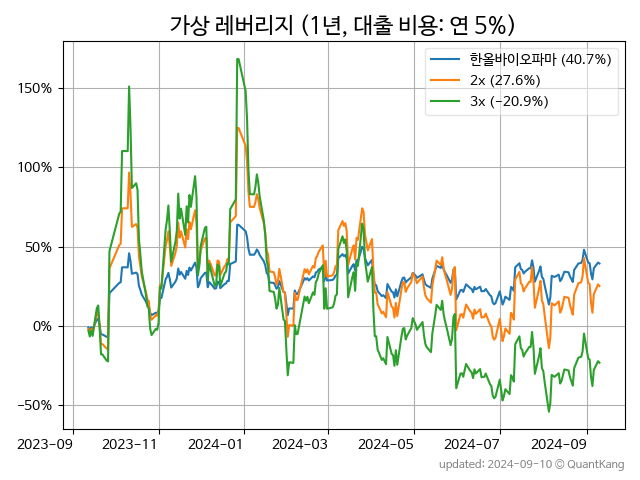 가상 레버리지 (1년, 대출 비용: 연 5%)
한올바이오파마 (40.7%)
2x (27.6%)
3x (−20.9%)
150%
100%
50%
0%
−50%
2023-09 2023-11 2024-01 2024-03 2024-05 2024-07 2024-09
updated: 2024-09-10 © QuantKang